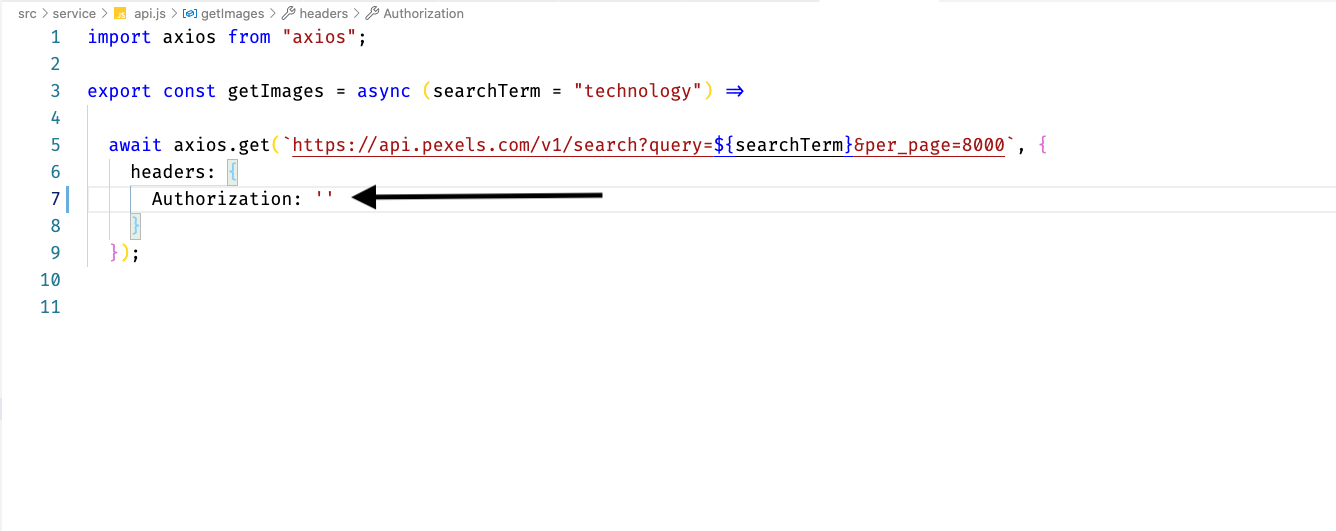 src > service > JS api.js > getImages > headers > Authorization
1 import axios from "axios";
2
3 export const getImages = async (searchTerm = "technology") =>
4
5 await axios.get(`https://api.pexels.com/v1/search?query=${searchTerm}&per_page=8000`, {
6 headers: {
7 Authorization: ''
8 }
9 });
10
11